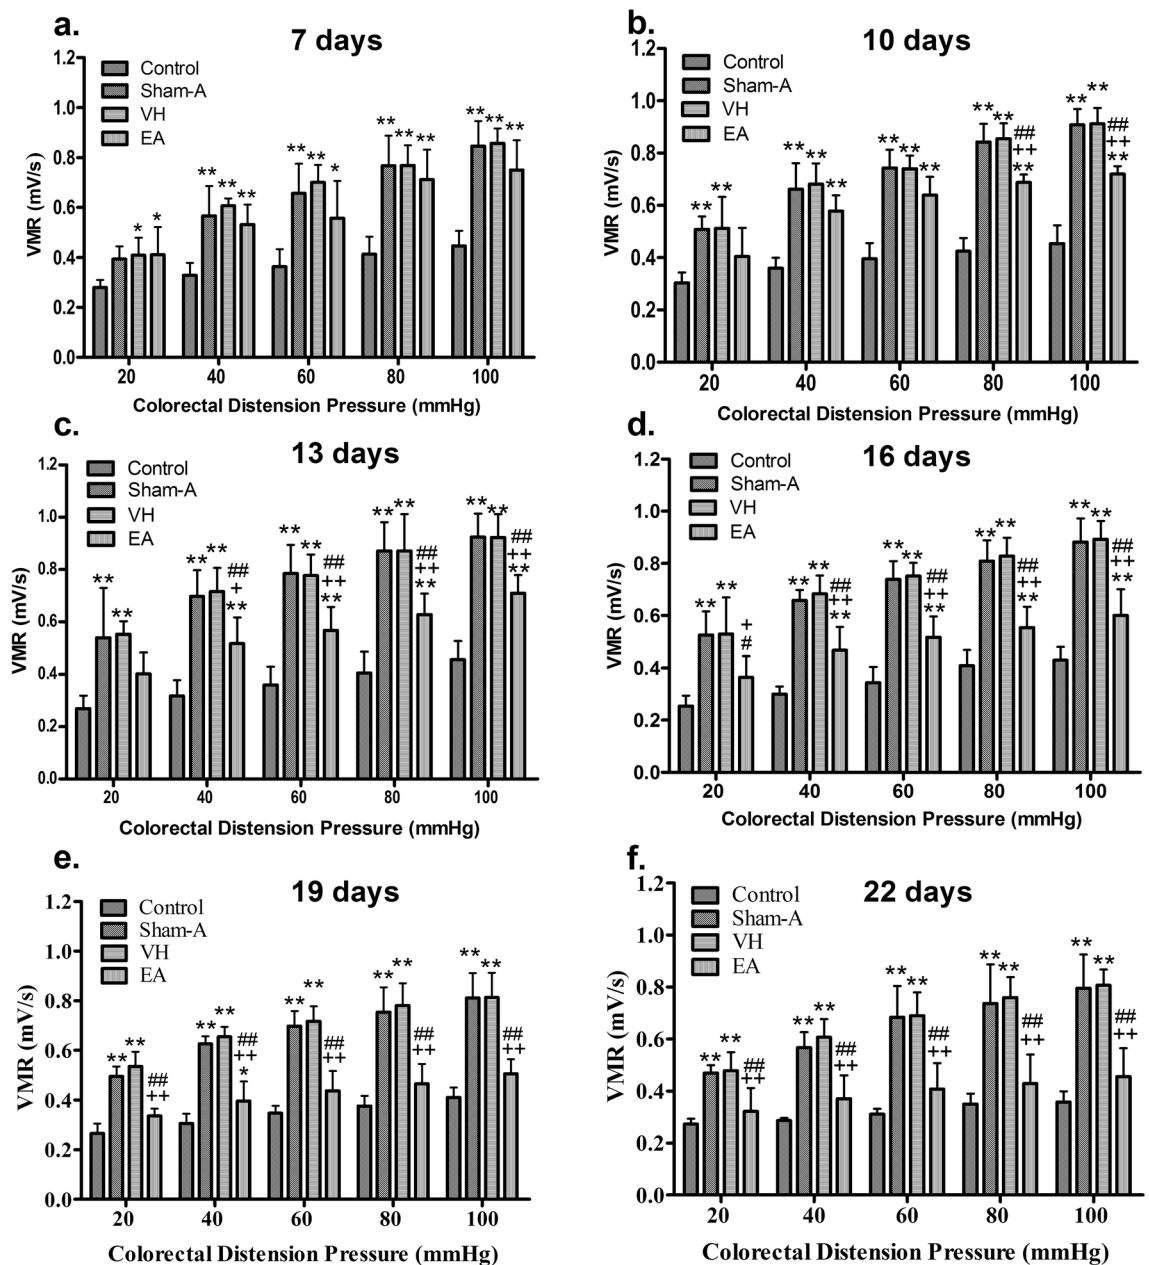 a.
7 days
1.2
1.0
0.8
0.6
0.4
0.2
0.0
VMR (mV/s)
Control
Sham-A
VH
EA
* *
** ** **
** ** *
** ** **
** ** **
20 40 60 80 100
Colorectal Distension Pressure (mmHg)
b.
10 days
1.2
1.0
0.8
0.6
0.4
0.2
0.0
VMR (mV/s)
Control
Sham-A
VH
EA
** **
** ** **
** ** **
** ** ## ++ **
** ** ## ++ **
20 40 60 80 100
Colorectal Distension Pressure (mmHg)
c.
13 days
1.2
1.0
0.8
0.6
0.4
0.2
0.0
VMR (mV/s)
Control
Sham-A
VH
EA
** **
** ** ## + **
** ** ## ++ **
** ** ## ++ **
** ** ## ++ **
20 40 60 80 100
Colorectal Distension Pressure (mmHg)
d.
16 days
1.2
1.0
0.8
0.6
0.4
0.2
0.0
VMR (mV/s)
Control
Sham-A
VH
EA
** ** + #
** ** ## ++ **
** ** ## ++ **
** ** ## ++ **
** ** ## ++ **
20 40 60 80 100
Colorectal Distension Pressure (mmHg)
e.
19 days
1.2
1.0
0.8
0.6
0.4
0.2
0.0
VMR (mV/s)
Control
Sham-A
VH
EA
** ** ## ++
** ** ## ++ *
** ** ## ++
** ** ## ++
** ** ## ++
20 40 60 80 100
Colorectal Distension Pressure (mmHg)
f.
22 days
1.2
1.0
0.8
0.6
0.4
0.2
0.0
VMR (mV/s)
Control
Sham-A
VH
EA
** ** ## ++
** ** ## ++
** ** ## ++
** ** ## ++
** ** ## ++
20 40 60 80 100
Colorectal Distension Pressure (mmHg)